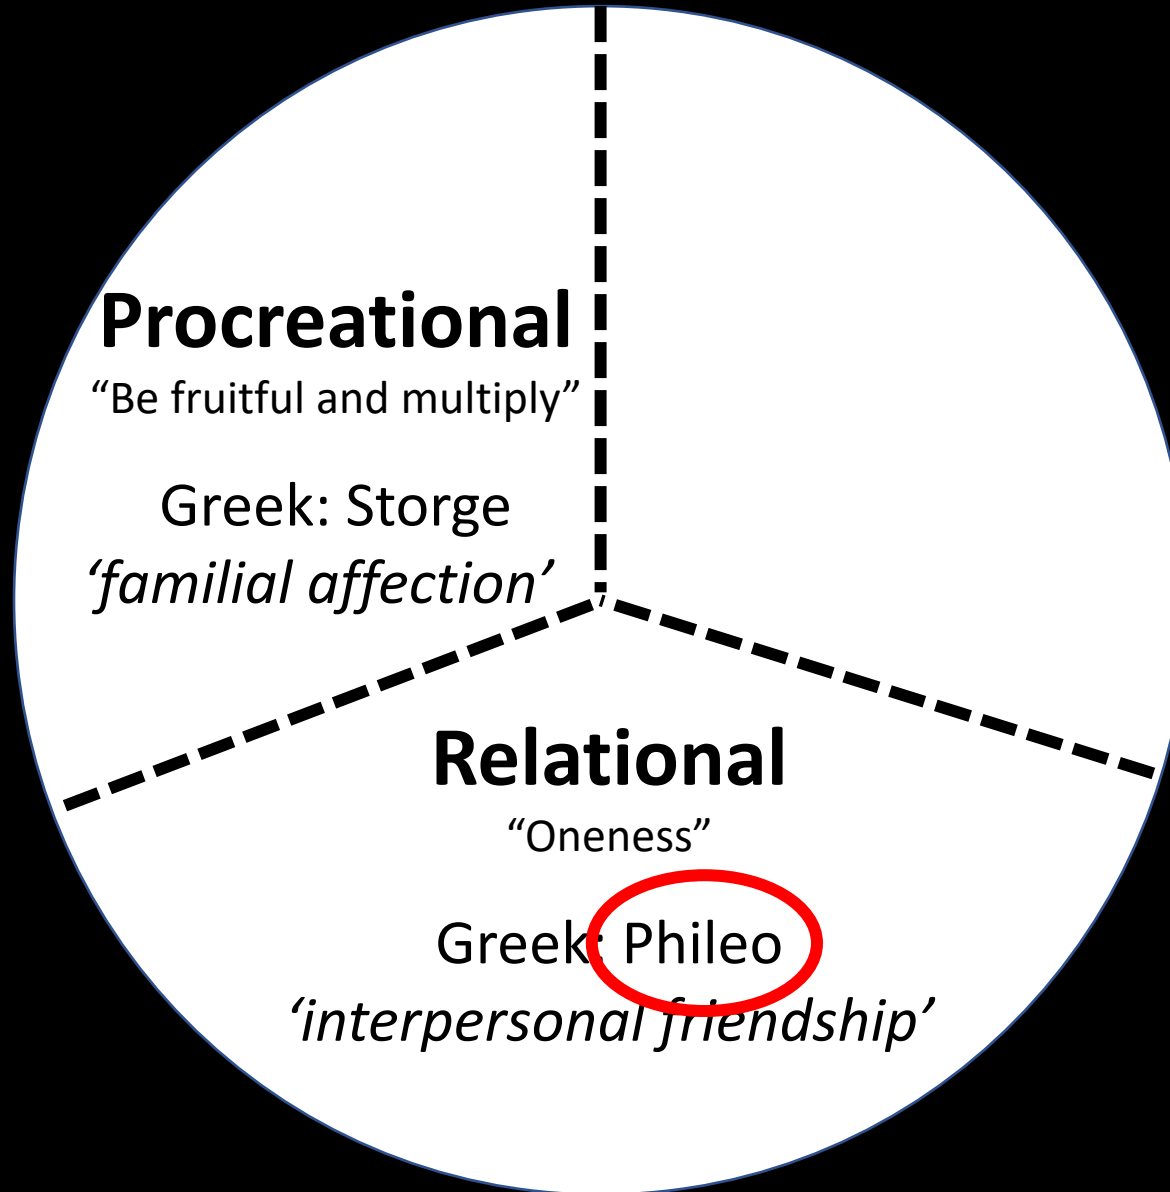 Procreational
“Be fruitful and multiply”
Greek: Storge
‘familial affection’
Relational
“Oneness”
Greek: Phileo
‘interpersonal friendship’